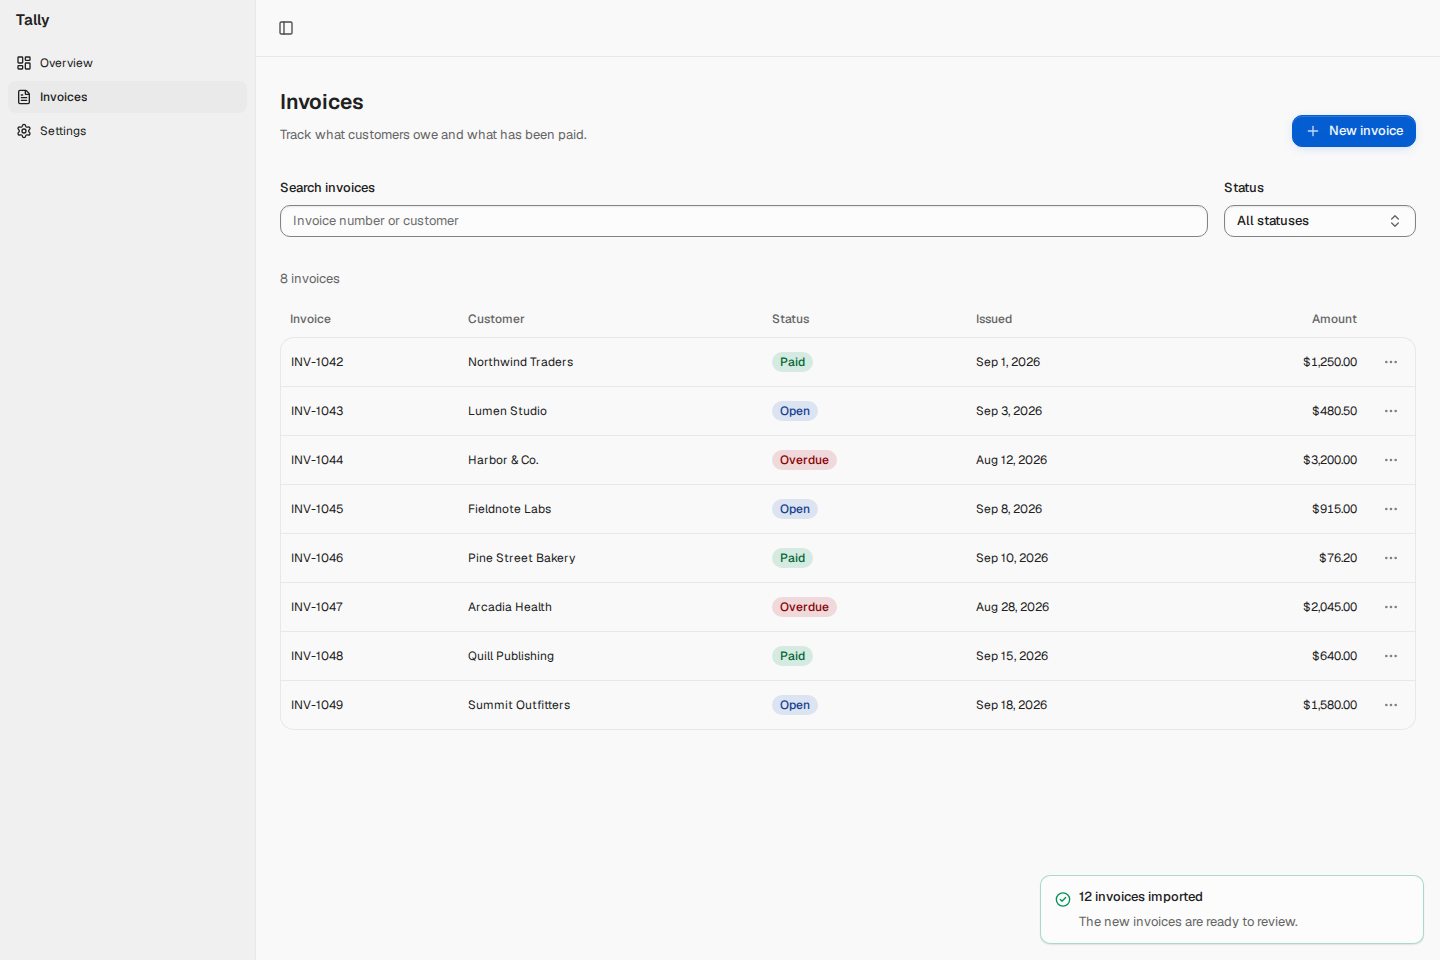 Tally
Overview
Invoices
Settings
Invoices
Track what customers owe and what has been paid.
New invoice
Search invoices
Status
Invoice number or customer
All statuses
8 invoices
Invoice Customer Status Issued Amount
INV-1042 Northwind Traders Paid Sep 1, 2026 $1,250.00
INV-1043 Lumen Studio Open Sep 3, 2026 $480.50
INV-1044 Harbor & Co. Overdue Aug 12, 2026 $3,200.00
INV-1045 Fieldnote Labs Open Sep 8, 2026 $915.00
INV-1046 Pine Street Bakery Paid Sep 10, 2026 $76.20
INV-1047 Arcadia Health Overdue Aug 28, 2026 $2,045.00
INV-1048 Quill Publishing Paid Sep 15, 2026 $640.00
INV-1049 Summit Outfitters Open Sep 18, 2026 $1,580.00
12 invoices imported
The new invoices are ready to review.